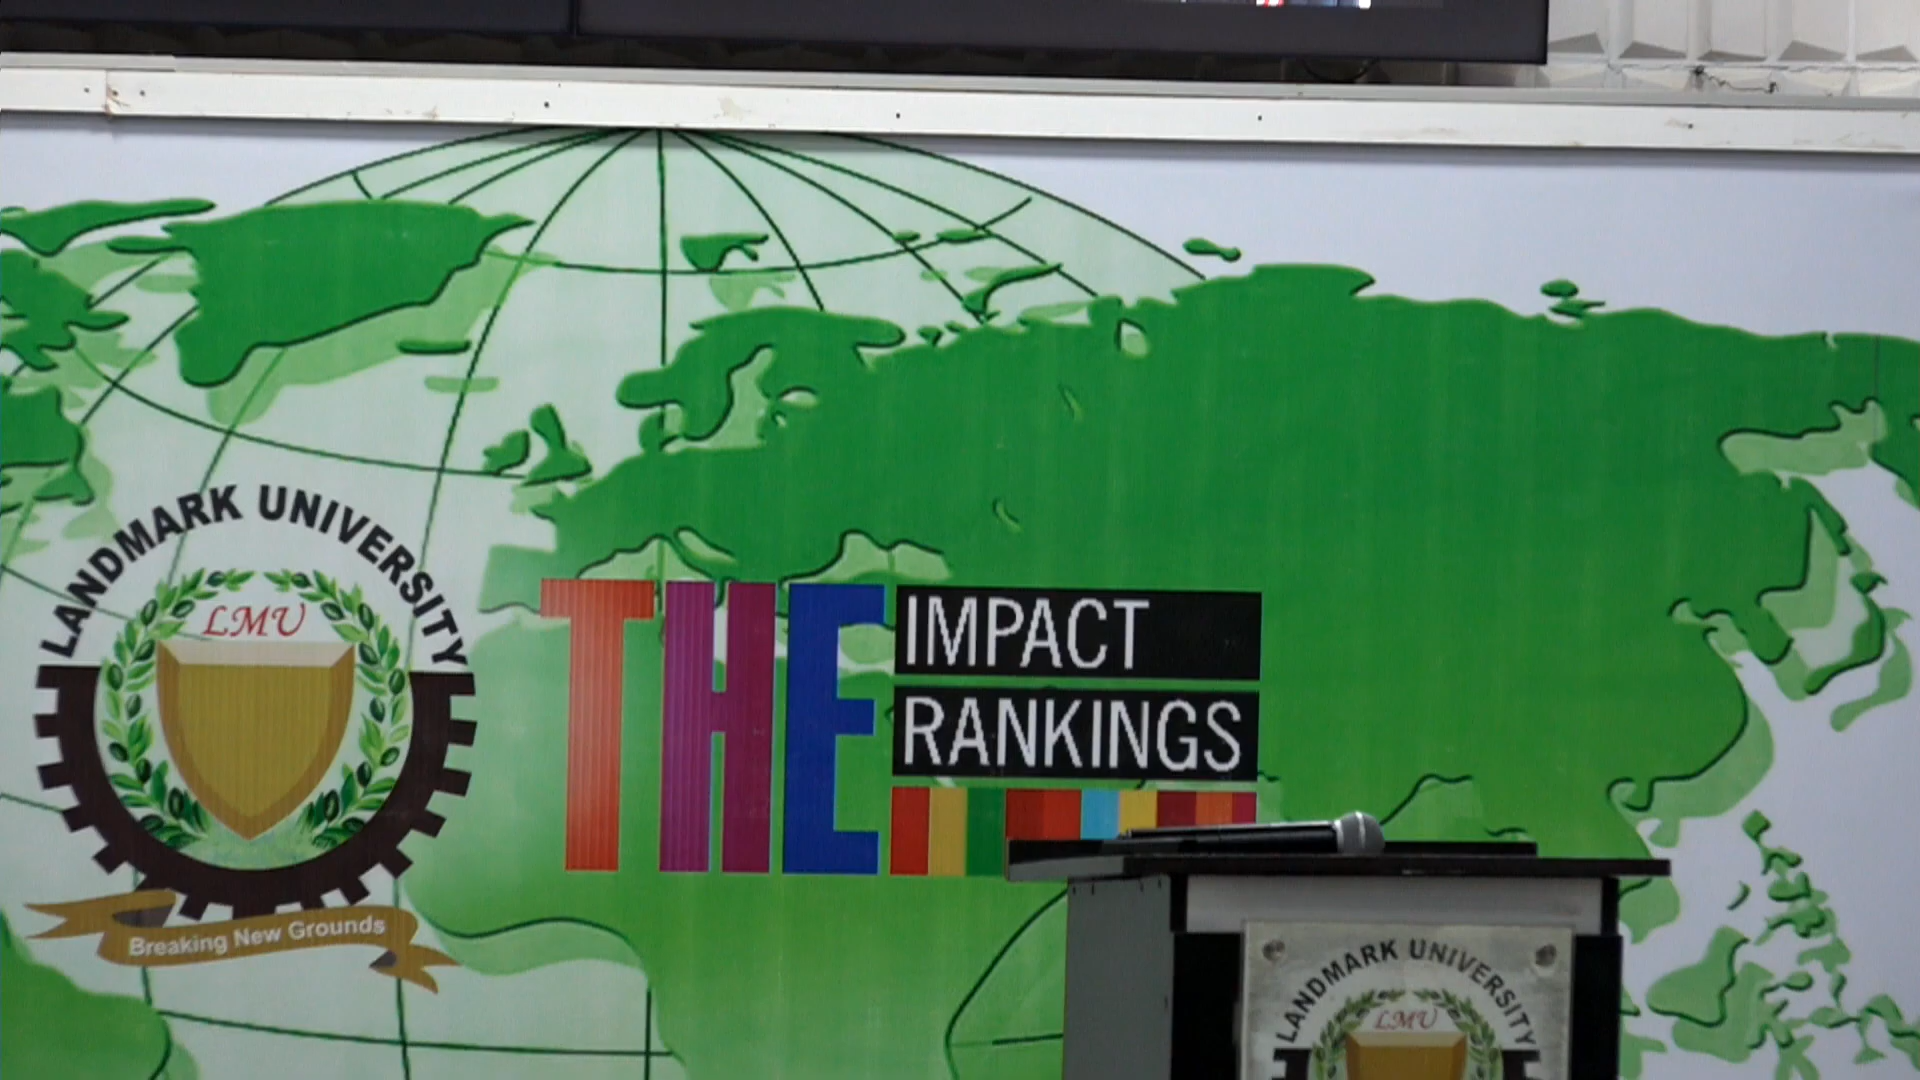 LANDMARK UNIVERSITY
LMU
Breaking New Grounds
THE
IMPACT
RANKINGS
LANDMARK UNIVERSITY
LMU